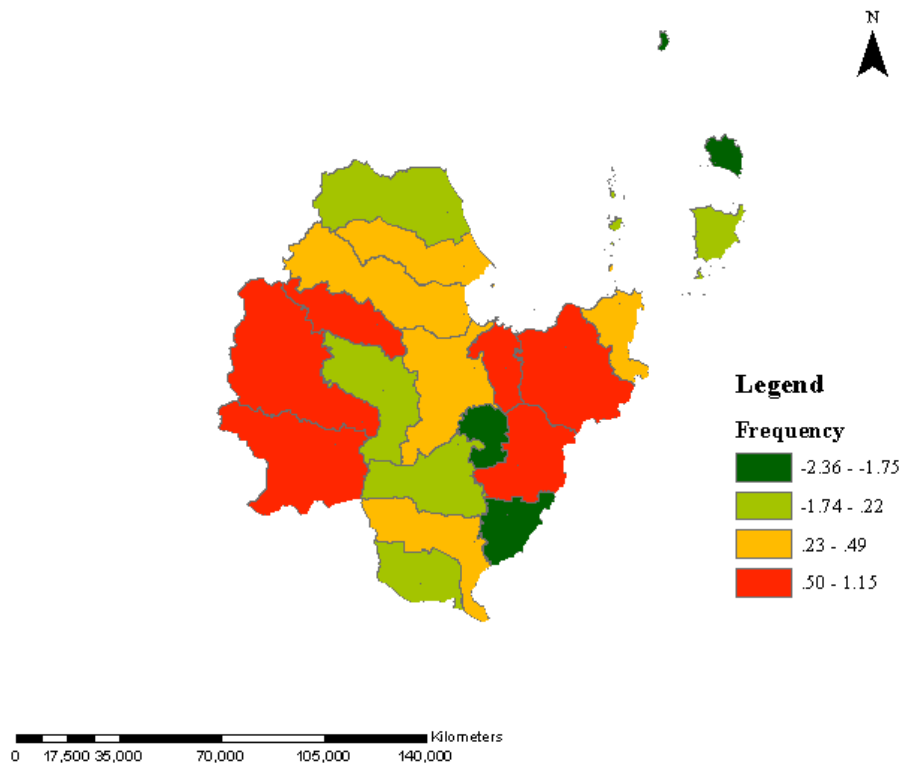 N
Legend
Frequency
-2.36 - -1.75
-1.74 - .22
.23 - .49
.50 - 1.15
Kilometers
0 17,500 35,000 70,000 105,000 140,000